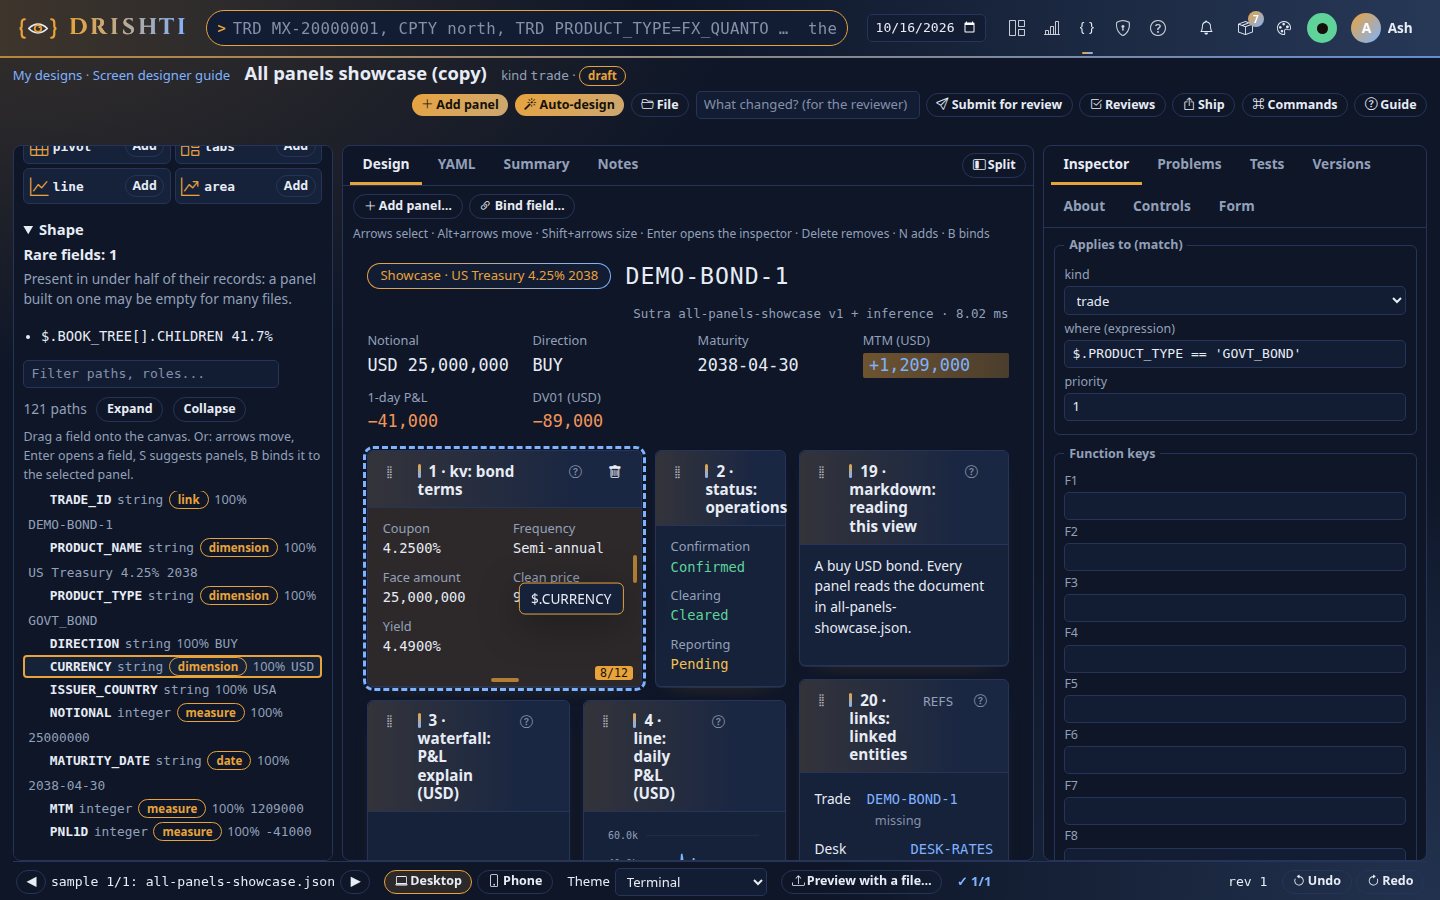 DRISHTI
> TRD MX-20000001, CPTY north, TRD PRODUCT_TYPE=FX_QUANTO … the
10/16/2026
7
A Ash
My designs · Screen designer guide
All panels showcase (copy)
kind trade · draft
Add panel
Auto-design
File
What changed? (for the reviewer)
Submit for review
Reviews
Ship
Commands
Guide
pivot Add
tabs Add
line Add
area Add
▼ Shape
Rare fields: 1
Present in under half of their records: a panel
built on one may be empty for many files.
• $.BOOK_TREE[].CHILDREN 41.7%
Filter paths, roles...
121 paths Expand Collapse
Drag a field onto the canvas. Or: arrows move,
Enter opens a field, S suggests panels, B binds it to
the selected panel.
TRADE_ID string link 100%
DEMO-BOND-1
PRODUCT_NAME string dimension 100%
US Treasury 4.25% 2038
PRODUCT_TYPE string dimension 100%
GOVT_BOND
DIRECTION string 100% BUY
CURRENCY string dimension 100% USD
ISSUER_COUNTRY string 100% USA
NOTIONAL integer measure 100%
25000000
MATURITY_DATE string date 100%
2038-04-30
MTM integer measure 100% 1209000
PNL1D integer measure 100% -41000
Design YAML Summary Notes
Split
Add panel... Bind field...
Arrows select · Alt+arrows move · Shift+arrows size · Enter opens the inspector · Delete removes · N adds · B binds
Showcase · US Treasury 4.25% 2038
DEMO-BOND-1
Sutra all-panels-showcase v1 + inference · 8.02 ms
Notional Direction Maturity MTM (USD)
USD 25,000,000 BUY 2038-04-30 +1,209,000
1-day P&L DV01 (USD)
−41,000 −89,000
1 · kv: bond
terms
Coupon Frequency
4.2500% Semi-annual
Face amount Clean price
25,000,000 9
$.CURRENCY
Yield
4.4900%
8/12
2 ·
status:
operations
Confirmation
Confirmed
Clearing
Cleared
Reporting
Pending
19 ·
markdown:
reading
this view
A buy USD bond. Every
panel reads the document
in all-panels-
showcase.json.
3 ·
waterfall:
P&L
explain
(USD)
4 ·
line:
daily
P&L
(USD)
60.0k
20 · REFS
links:
linked
entities
Trade DEMO-BOND-1
missing
Desk DESK-RATES
Inspector Problems Tests Versions
About Controls Form
Applies to (match)
kind
trade
where (expression)
$.PRODUCT_TYPE == 'GOVT_BOND'
priority
1
Function keys
F1
F2
F3
F4
F5
F6
F7
F8
◀ sample 1/1: all-panels-showcase.json ▶
Desktop
Phone
Theme Terminal
Preview with a file...
✓ 1/1
rev 1
Undo
Redo